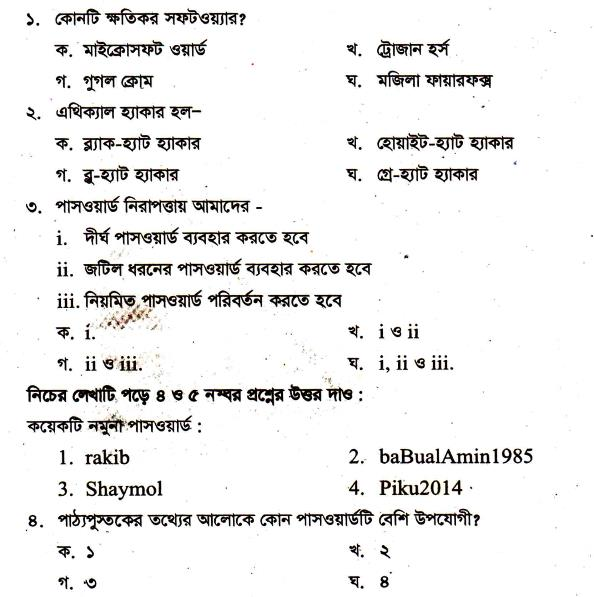 ১. কোনটি ক্ষতিকর সফটওয়্যার?
ক. মাইক্রোসফট ওয়ার্ড খ. ট্রোজান হর্স
গ. গুগল ক্রোম ঘ. মজিলা ফায়ারফক্স
২. এথিক্যাল হ্যাকার হল–
ক. ব্ল্যাক-হ্যাট হ্যাকার খ. হোয়াইট-হ্যাট হ্যাকার
গ. ব্লু-হ্যাট হ্যাকার ঘ. গ্রে-হ্যাট হ্যাকার
৩. পাসওয়ার্ড নিরাপত্তায় আমাদের -
i. দীর্ঘ পাসওয়ার্ড ব্যবহার করতে হবে
ii. জটিল ধরনের পাসওয়ার্ড ব্যবহার করতে হবে
iii. নিয়মিত পাসওয়ার্ড পরিবর্তন করতে হবে
ক. i. খ. i ও ii
গ. ii ও iii. ঘ. i, ii ও iii.
নিচের লেখাটি পড়ে ৪ ও ৫ নম্বর প্রশ্নের উত্তর দাও :
কয়েকটি নমুনা পাসওয়ার্ড :
1. rakib 2. baBualAmin1985
3. Shaymol 4. Piku2014
৪. পাঠ্যপুস্তকের তথ্যের আলোকে কোন পাসওয়ার্ডটি বেশি উপযোগী?
ক. ১ খ. ২
গ. ৩ ঘ. ৪